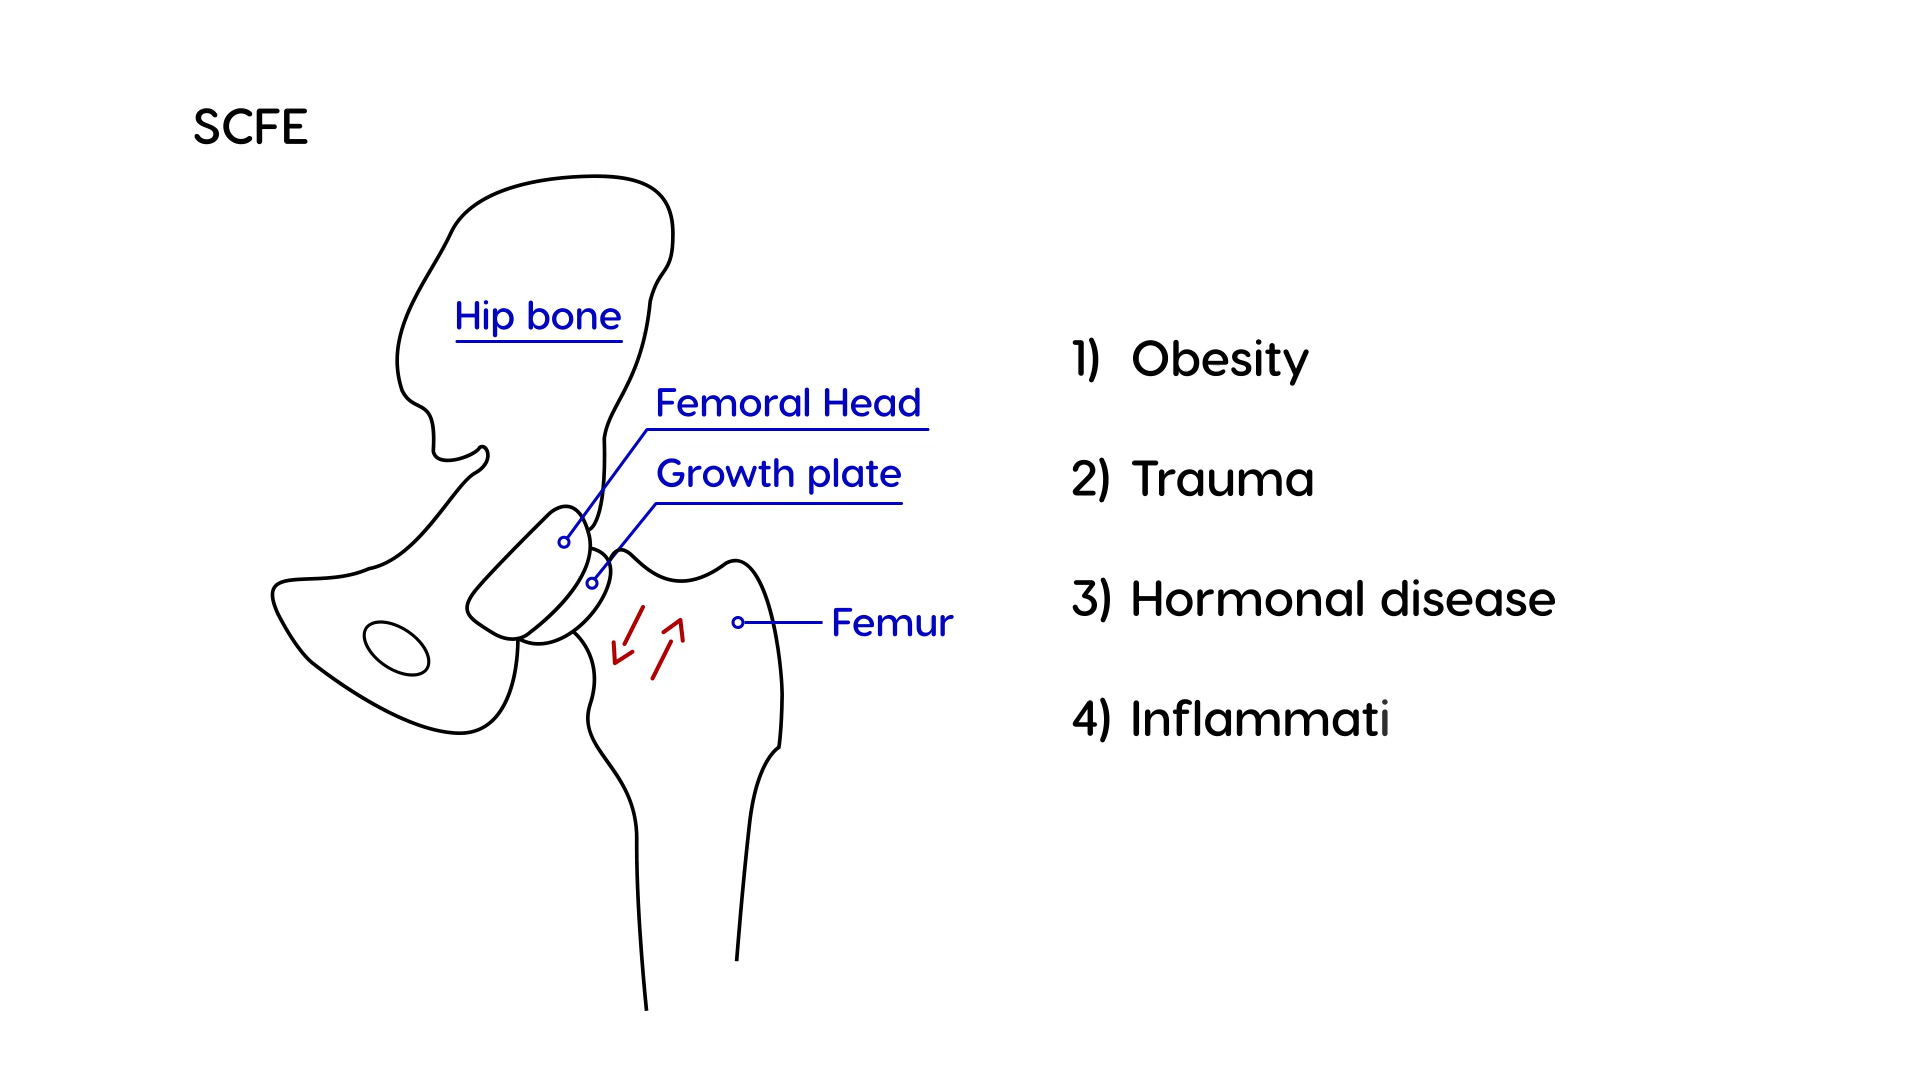 SCFE
Hip bone
Femoral Head
Growth plate
Femur
1) Obesity
2) Trauma
3) Hormonal disease
4) Inflammati